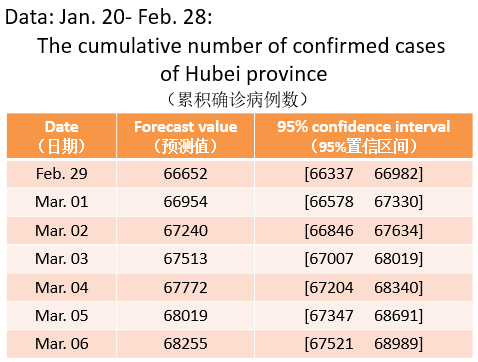 Data: Jan. 20- Feb. 28:
The cumulative number of confirmed cases
of Hubei province
（累积确诊病例数）
Date Forecast value 95% confidence interval
（日期） （预测值） （95%置信区间）
Feb. 29 66652 [66337 66982]
Mar. 01 66954 [66578 67330]
Mar. 02 67240 [66846 67634]
Mar. 03 67513 [67007 68019]
Mar. 04 67772 [67204 68340]
Mar. 05 68019 [67347 68691]
Mar. 06 68255 [67521 68989]